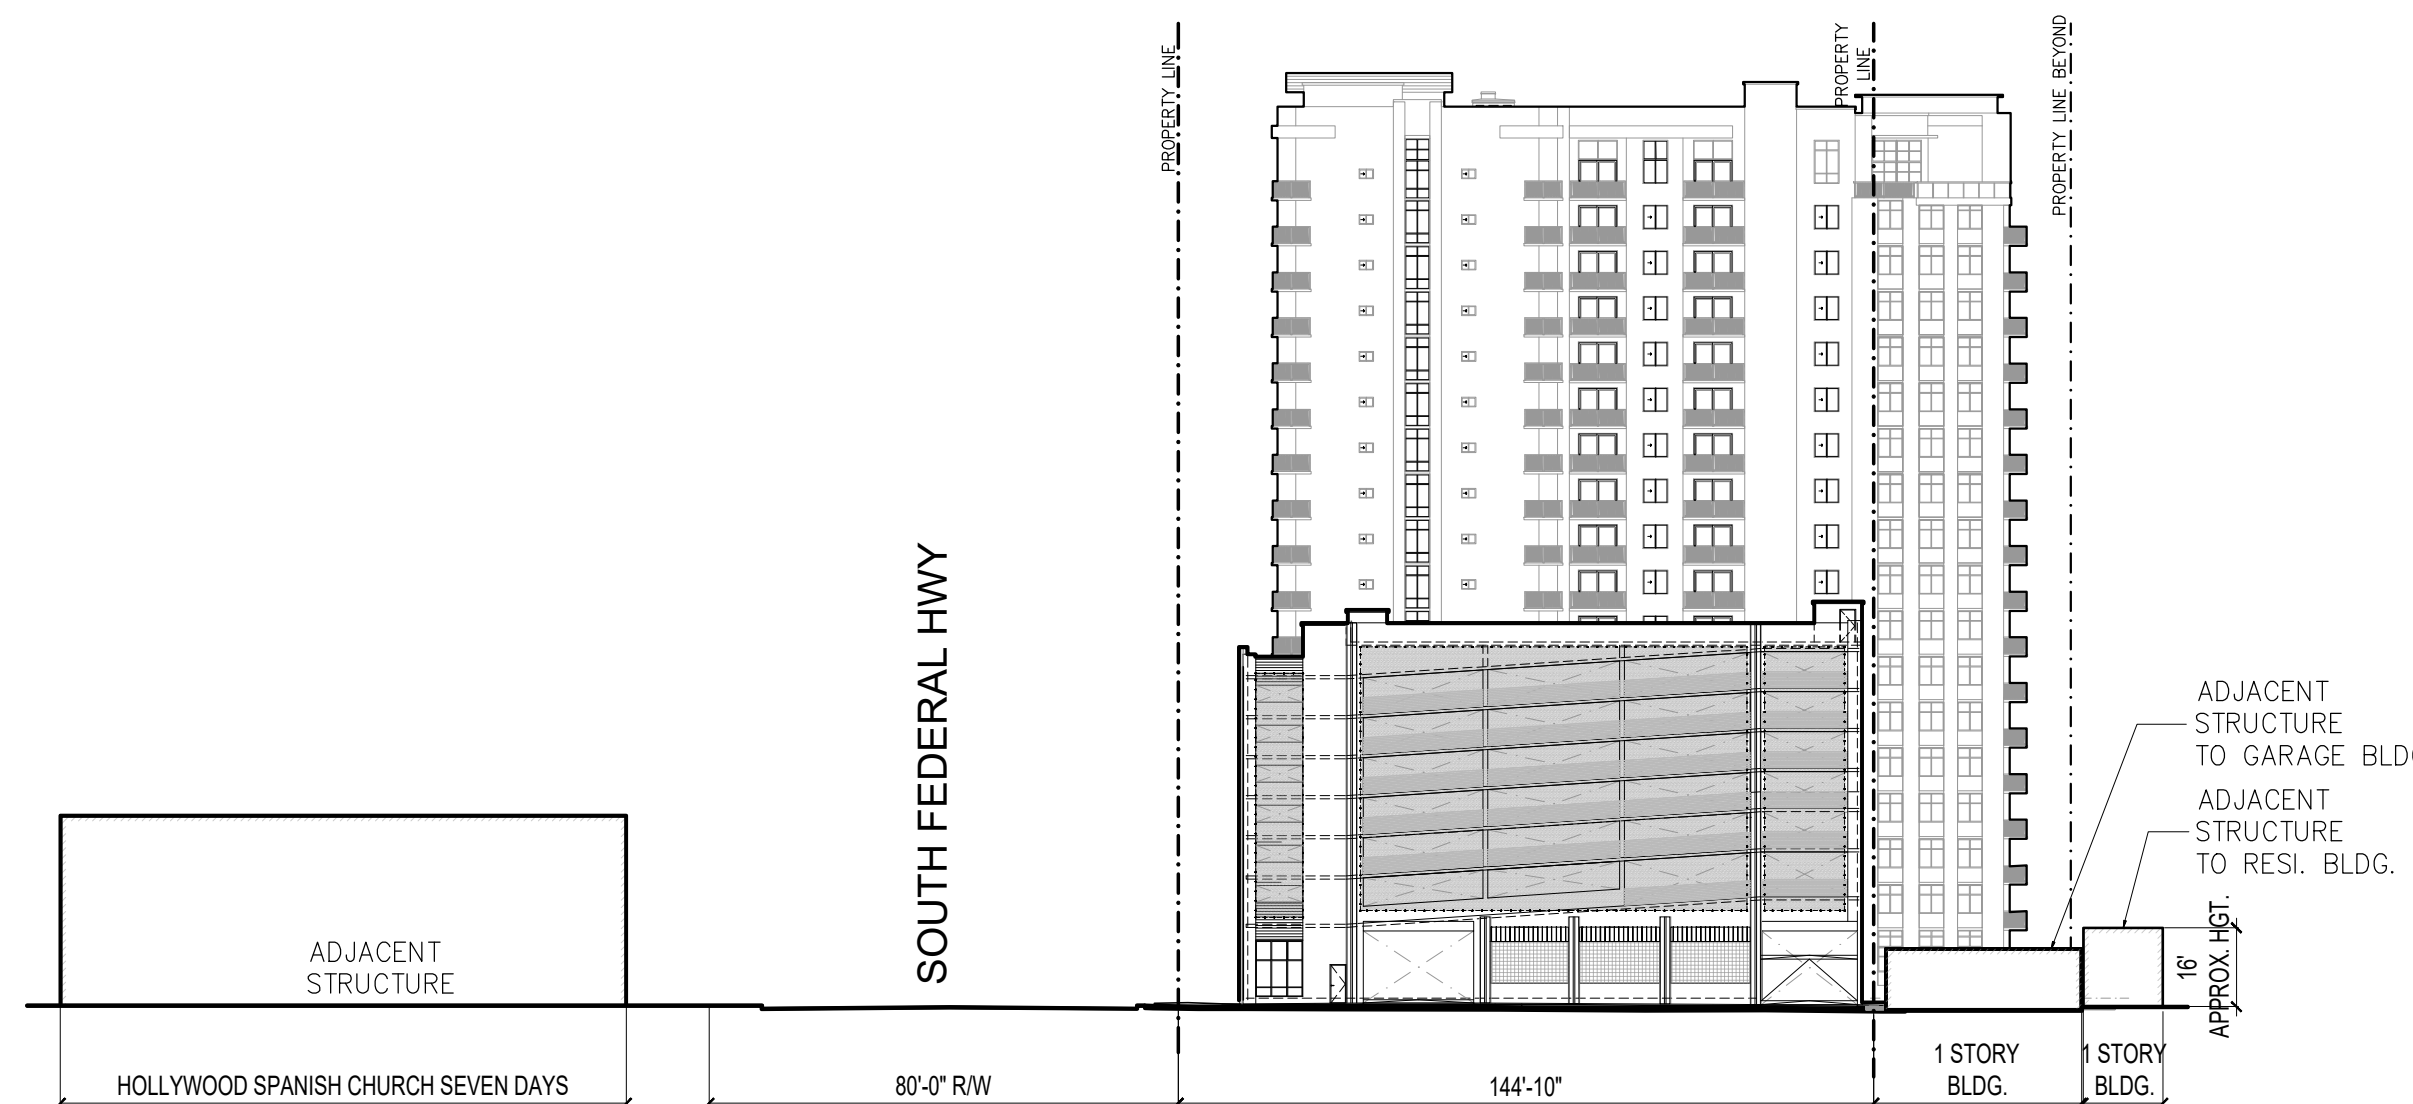 PROPERTY LINE
PROPERTY
LINE
PROPERTY LINE BEYOND
SOUTH FEDERAL HWY
ADJACENT
STRUCTURE
TO GARAGE BLDG
ADJACENT
STRUCTURE
TO RESI. BLDG.
ADJACENT
STRUCTURE
16'
APPROX. HGT.
HOLLYWOOD SPANISH CHURCH SEVEN DAYS
80'-0" R/W
144'-10"
1 STORY
BLDG.
1 STORY
BLDG.